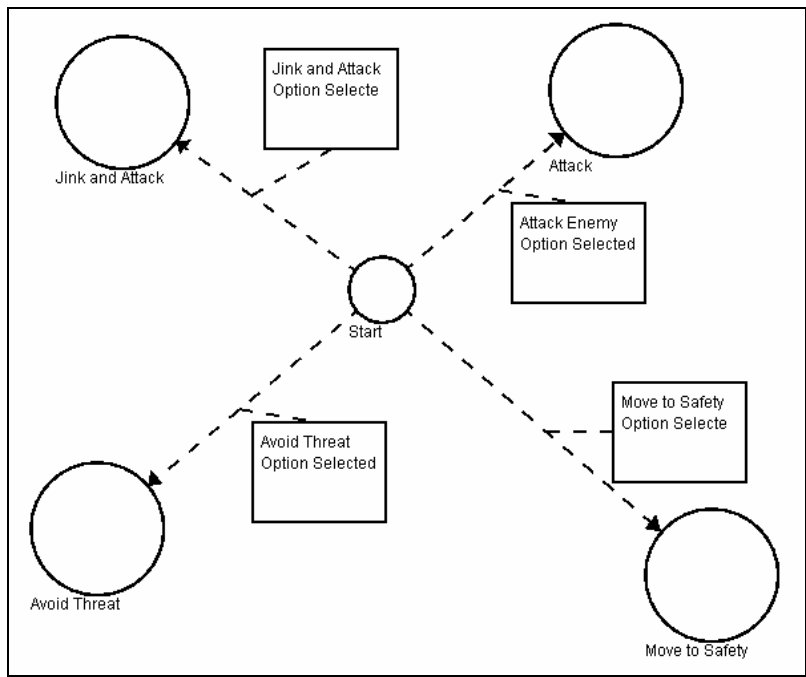 Jink and Attack
Option Selecte
Jink and Attack
Attack
Attack Enemy
Option Selected
Start
Move to Safety
Option Selecte
Avoid Threat
Option Selected
Avoid Threat
Move to Safety